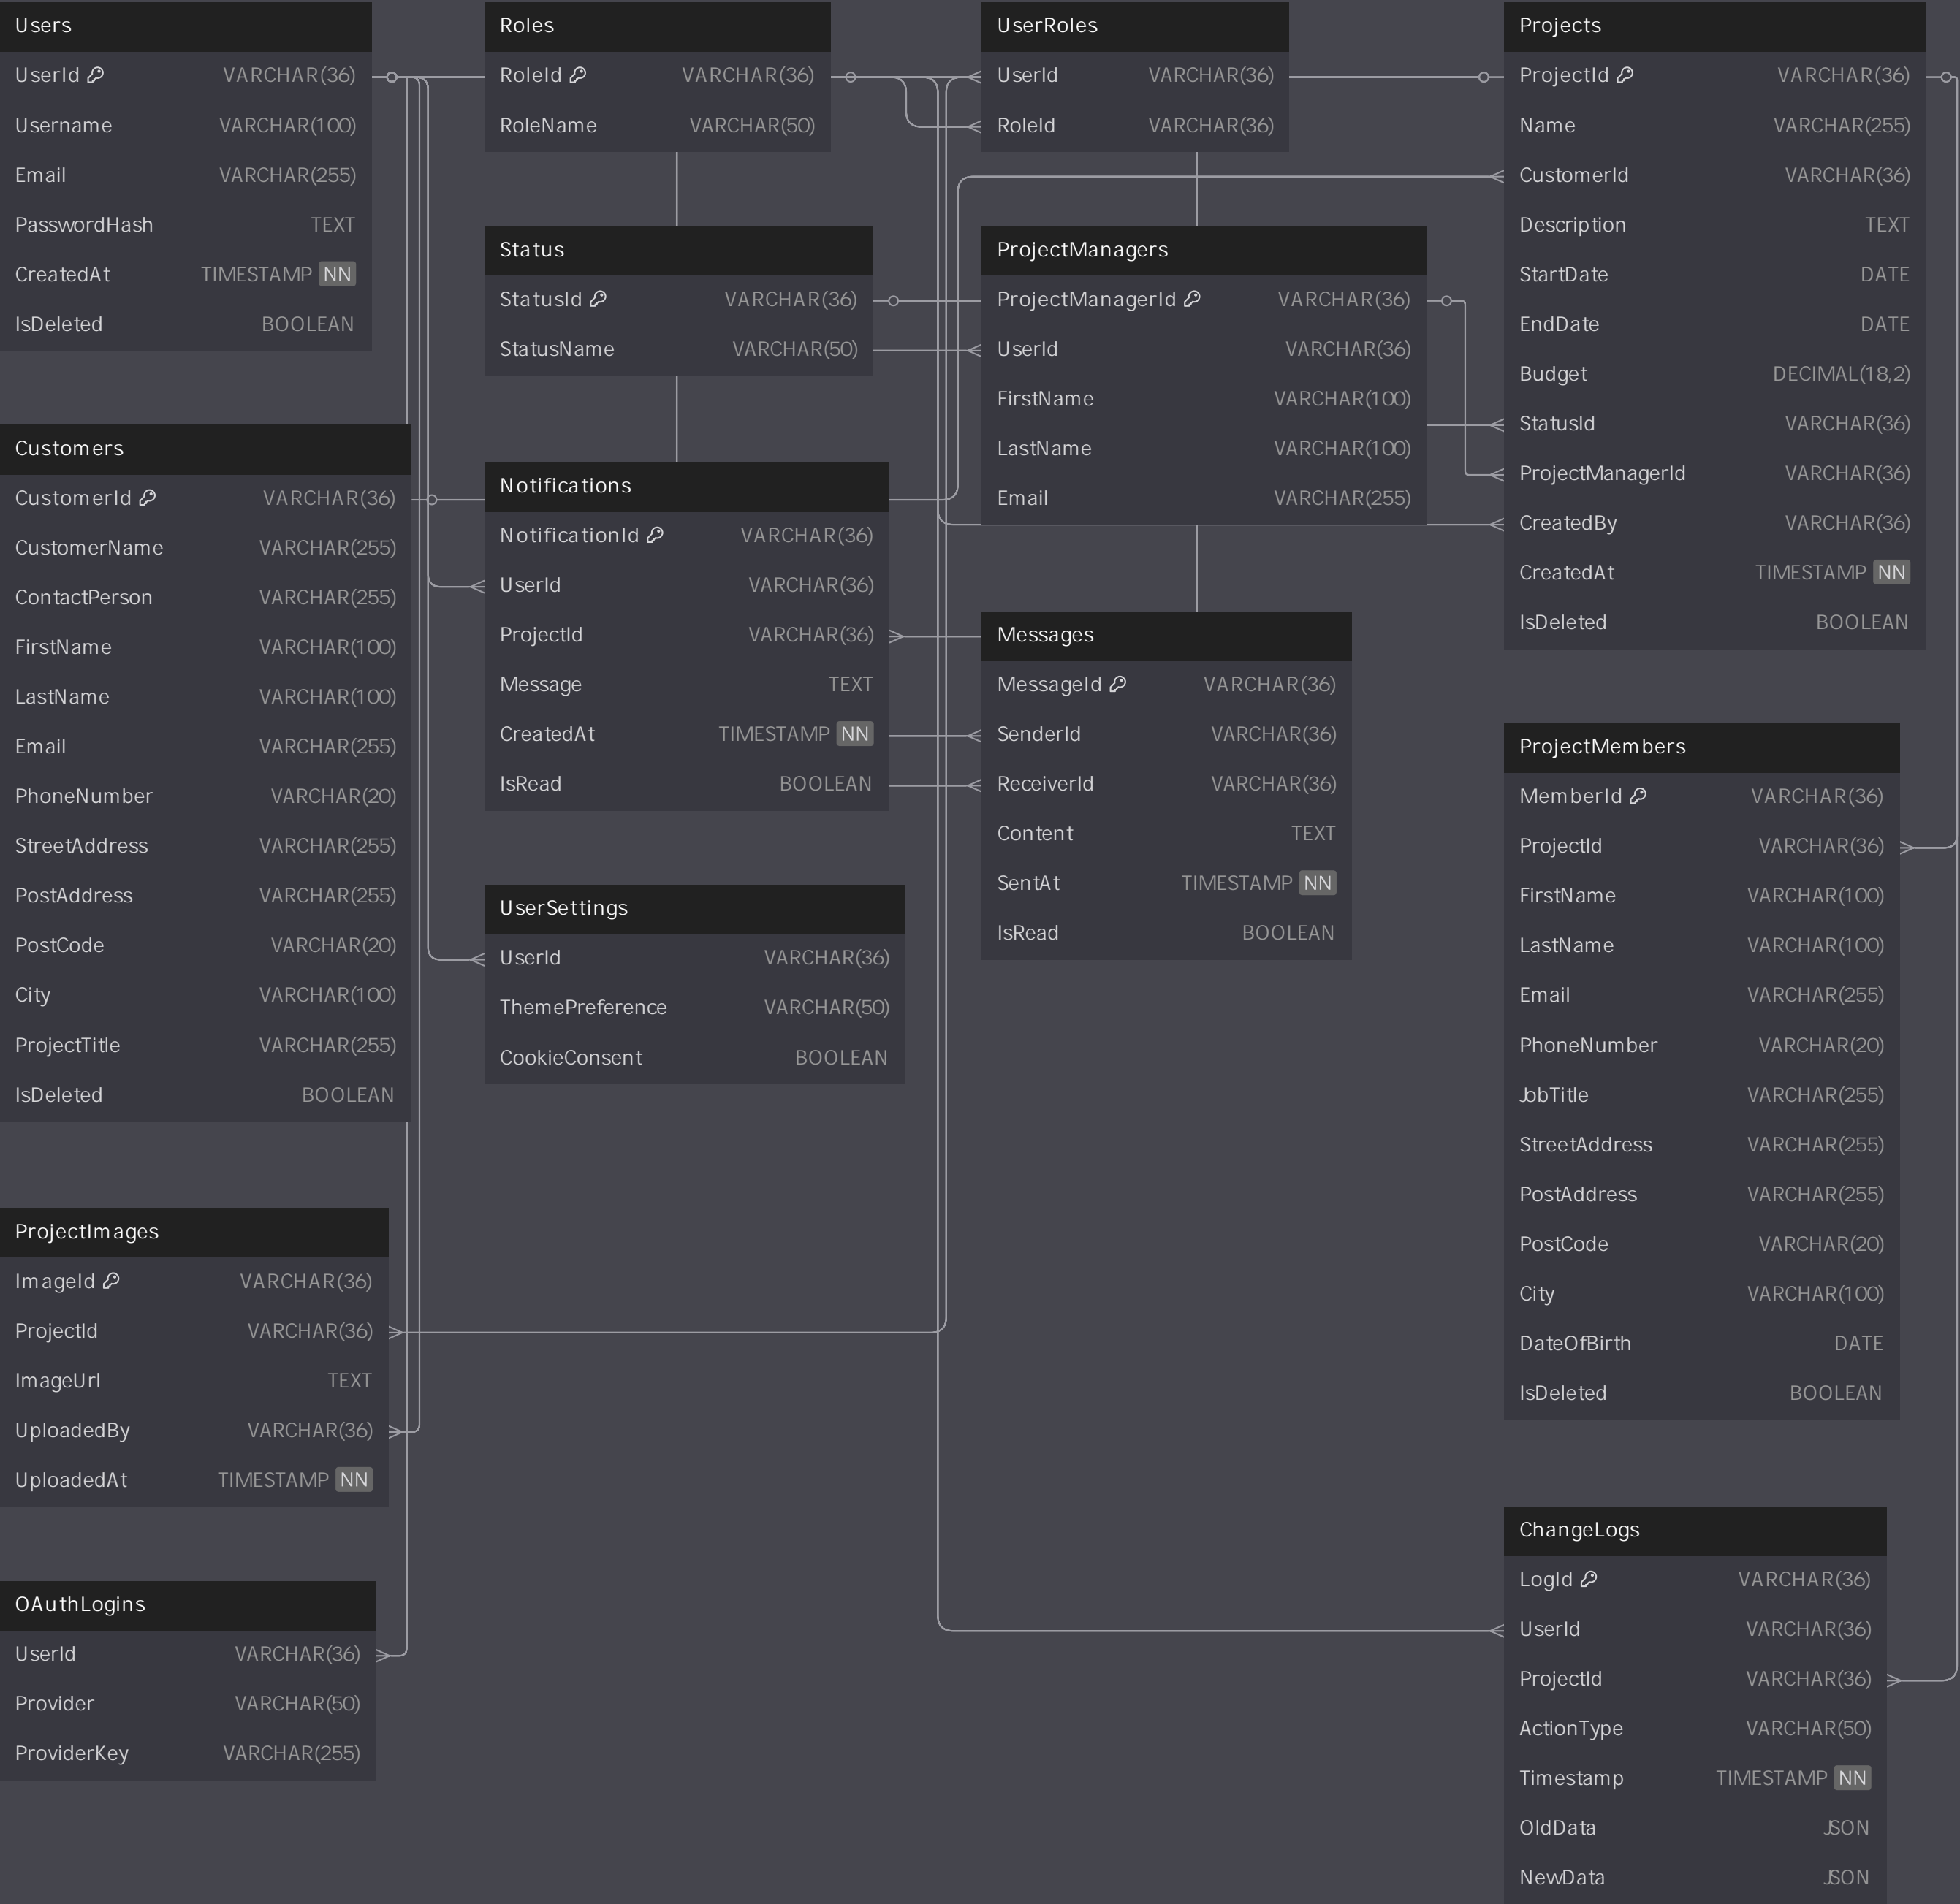 Users
UserId VARCHAR(36)
Username VARCHAR(100)
Email VARCHAR(255)
PasswordHash TEXT
CreatedAt TIMESTAMP NN
IsDeleted BOOLEAN
Roles
RoleId VARCHAR(36)
RoleName VARCHAR(50)
UserRoles
UserId VARCHAR(36)
RoleId VARCHAR(36)
Projects
ProjectId VARCHAR(36)
Name VARCHAR(255)
CustomerId VARCHAR(36)
Description TEXT
StartDate DATE
EndDate DATE
Budget DECIMAL(18,2)
StatusId VARCHAR(36)
ProjectManagerId VARCHAR(36)
CreatedBy VARCHAR(36)
CreatedAt TIMESTAMP NN
IsDeleted BOOLEAN
Status
StatusId VARCHAR(36)
StatusName VARCHAR(50)
ProjectManagers
ProjectManagerId VARCHAR(36)
UserId VARCHAR(36)
FirstName VARCHAR(100)
LastName VARCHAR(100)
Email VARCHAR(255)
Customers
CustomerId VARCHAR(36)
CustomerName VARCHAR(255)
ContactPerson VARCHAR(255)
FirstName VARCHAR(100)
LastName VARCHAR(100)
Email VARCHAR(255)
PhoneNumber VARCHAR(20)
StreetAddress VARCHAR(255)
PostAddress VARCHAR(255)
PostCode VARCHAR(20)
City VARCHAR(100)
ProjectTitle VARCHAR(255)
IsDeleted BOOLEAN
Notifications
NotificationId VARCHAR(36)
UserId VARCHAR(36)
ProjectId VARCHAR(36)
Message TEXT
CreatedAt TIMESTAMP NN
IsRead BOOLEAN
Messages
MessageId VARCHAR(36)
SenderId VARCHAR(36)
ReceiverId VARCHAR(36)
Content TEXT
SentAt TIMESTAMP NN
IsRead BOOLEAN
ProjectMembers
MemberId VARCHAR(36)
ProjectId VARCHAR(36)
FirstName VARCHAR(100)
LastName VARCHAR(100)
Email VARCHAR(255)
PhoneNumber VARCHAR(20)
JobTitle VARCHAR(255)
StreetAddress VARCHAR(255)
PostAddress VARCHAR(255)
PostCode VARCHAR(20)
City VARCHAR(100)
DateOfBirth DATE
IsDeleted BOOLEAN
UserSettings
UserId VARCHAR(36)
ThemePreference VARCHAR(50)
CookieConsent BOOLEAN
ProjectImages
ImageId VARCHAR(36)
ProjectId VARCHAR(36)
ImageUrl TEXT
UploadedBy VARCHAR(36)
UploadedAt TIMESTAMP NN
OAuthLogins
UserId VARCHAR(36)
Provider VARCHAR(50)
ProviderKey VARCHAR(255)
ChangeLogs
LogId VARCHAR(36)
UserId VARCHAR(36)
ProjectId VARCHAR(36)
ActionType VARCHAR(50)
Timestamp TIMESTAMP NN
OldData JSON
NewData JSON